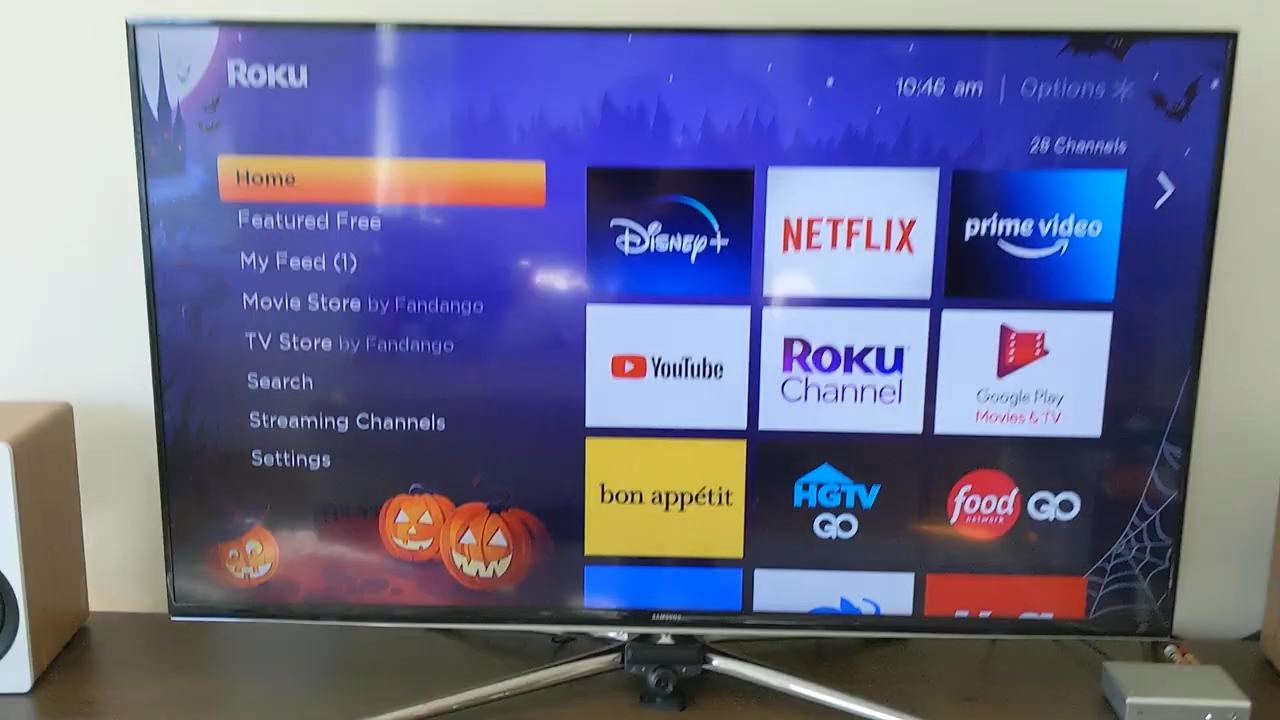 Roku
10:46 am | Options
28 Channels
Home
Featured Free
My Feed (1)
Movie Store by Fandango
TV Store by Fandango
Search
Streaming Channels
Settings
Disney+
NETFLIX
prime video
YouTube
Roku
Channel
Google Play
Movies & TV
bon appétit
HGTV
GO
food
network
GO
SAMSUNG